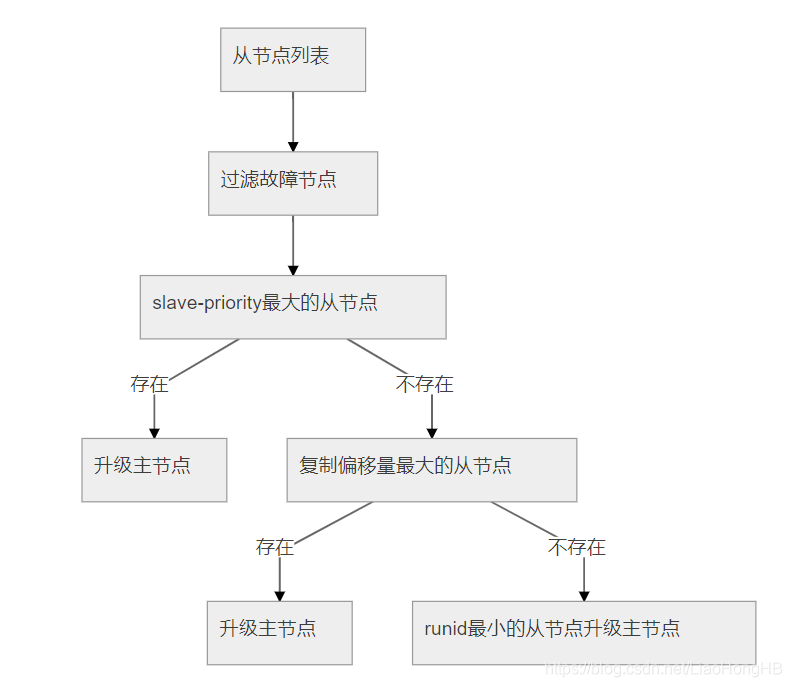 从节点列表
过滤故障节点
slave-priority最大的从节点
存在
不存在
升级主节点
复制偏移量最大的从节点
存在
不存在
升级主节点
runid最小的从节点升级主节点
https://blog.csdn.net/LiaoHongHB